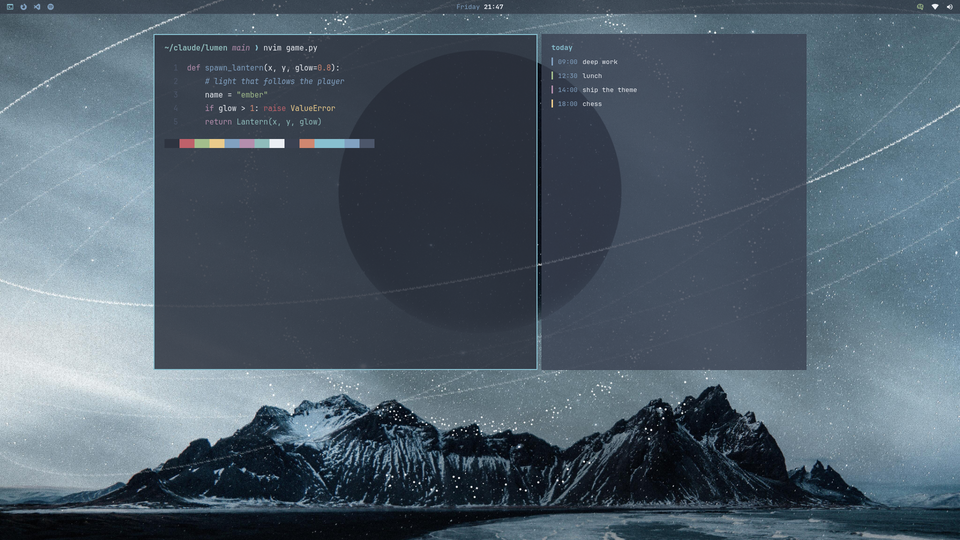 Friday 21:47
~/claude/lumen main ❯ nvim game.py
1 def spawn_lantern(x, y, glow=0.8):
2 # light that follows the player
3 name = "ember"
4 if glow > 1: raise ValueError
5 return Lantern(x, y, glow)
today
09:00 deep work
12:30 lunch
14:00 ship the theme
18:00 chess